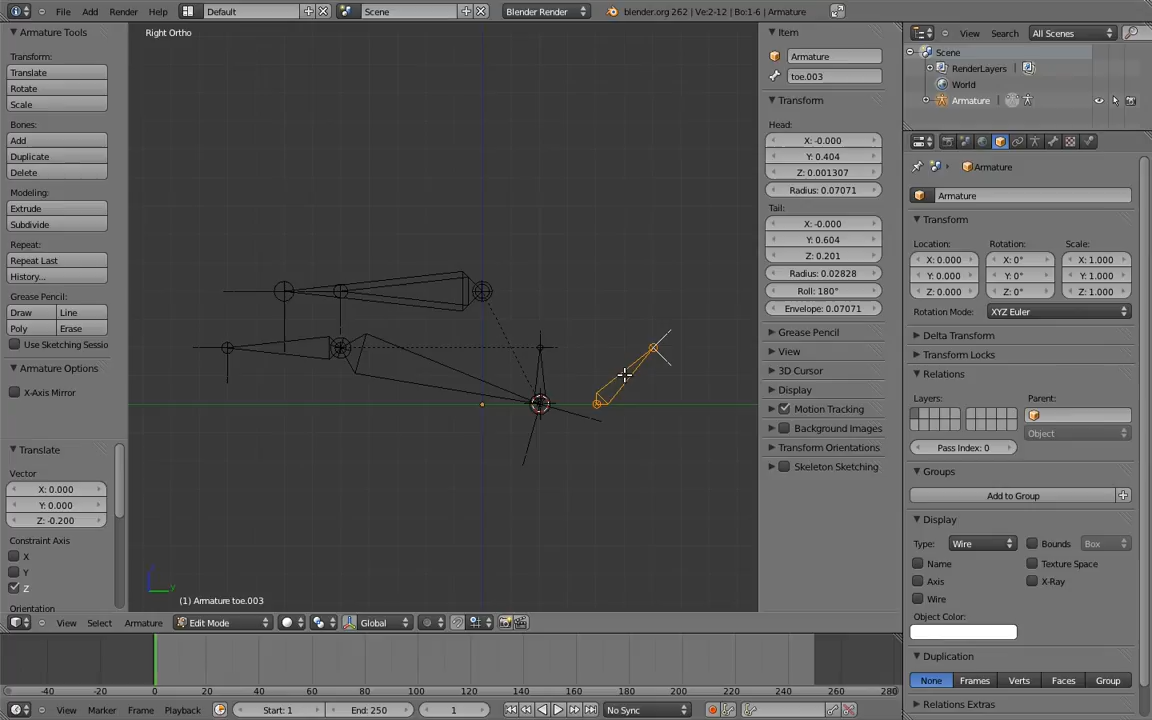 File Add Render Help Default Scene Blender Render blender.org 262 | Ve:2-12 | Bo:1-6 | Armature
Armature Tools
Transform:
Translate
Rotate
Scale
Bones:
Add
Duplicate
Delete
Modeling:
Extrude
Subdivide
Repeat:
Repeat Last
History...
Grease Pencil:
Draw Line
Poly Erase
Use Sketching Sessio
Armature Options
X-Axis Mirror
Translate
Vector
X: 0.000
Y: 0.000
Z: -0.200
Constraint Axis
X
Y
Z
Orientation
Right Ortho
(1) Armature toe.003
View Select Armature Edit Mode Global
Item
Armature
toe.003
Transform
Head:
X: -0.000
Y: 0.404
Z: 0.001307
Radius: 0.07071
Tail:
X: -0.000
Y: 0.604
Z: 0.201
Radius: 0.02828
Roll: 180°
Envelope: 0.07071
Grease Pencil
View
3D Cursor
Display
Motion Tracking
Background Images
Transform Orientations
Skeleton Sketching
View Search All Scenes
Scene
RenderLayers
World
Armature
Armature
Armature
Transform
Location: Rotation: Scale:
X: 0.000 X: 0° X: 1.000
Y: 0.000 Y: 0° Y: 1.000
Z: 0.000 Z: 0° Z: 1.000
Rotation Mode: XYZ Euler
Delta Transform
Transform Locks
Relations
Layers: Parent:
Object
Pass Index: 0
Groups
Add to Group
Display
Type: Wire Bounds Box
Name Texture Space
Axis X-Ray
Wire
Object Color:
Duplication
None Frames Verts Faces Group
Relations Extras
-40 -20 0 20 40 60 80 100 120 140 160 180 200 220 240 260 280
View Marker Frame Playback Start: 1 End: 250 1 No Sync